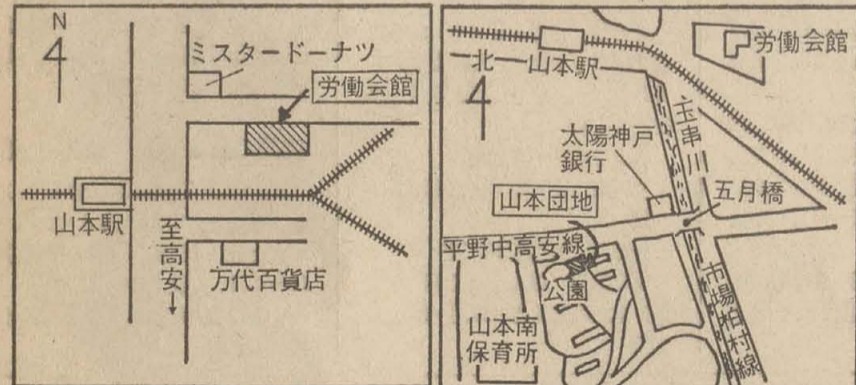 N
ミスタードーナツ
労働会館
山本駅
至高安↓
万代百貨店
北
山本駅
労働会館
玉串川
太陽神戸
銀行
五月橋
山本団地
平野中高安線
公園
市場柏村線
山本南
保育所